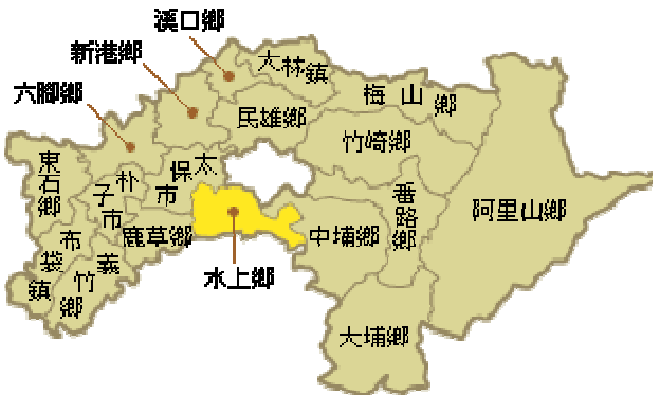 溪口鄉
新港鄉
六腳鄉
大林鎮
梅山鄉
民雄鄉
竹崎鄉
東石鄉
朴子市
太保市
番路鄉
阿里山鄉
布袋鎮
義竹鄉
鹿草鄉
中埔鄉
水上鄉
大埔鄉